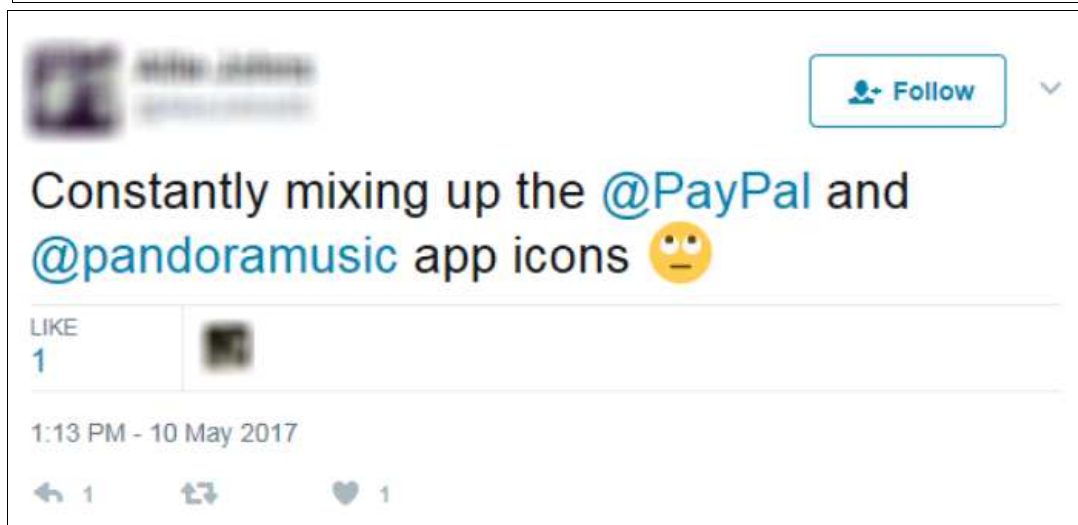 Follow
Constantly mixing up the @PayPal and
@pandoramusic app icons 🙄
LIKE
1
1:13 PM - 10 May 2017
1 1